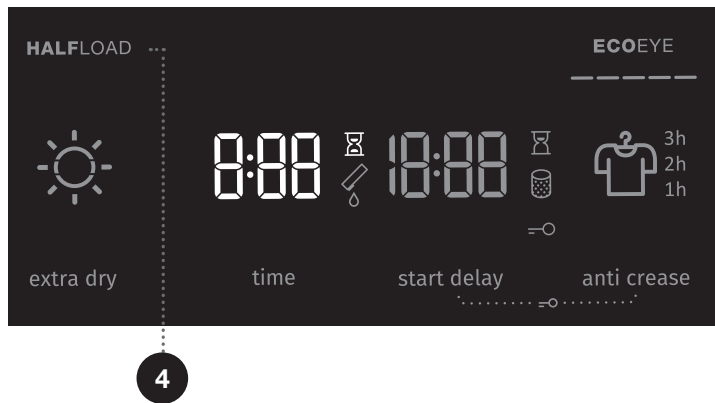 HALFLOAD
ECOEYE
8:88
18:88
3h
2h
1h
extra dry
time
start delay
anti crease
4